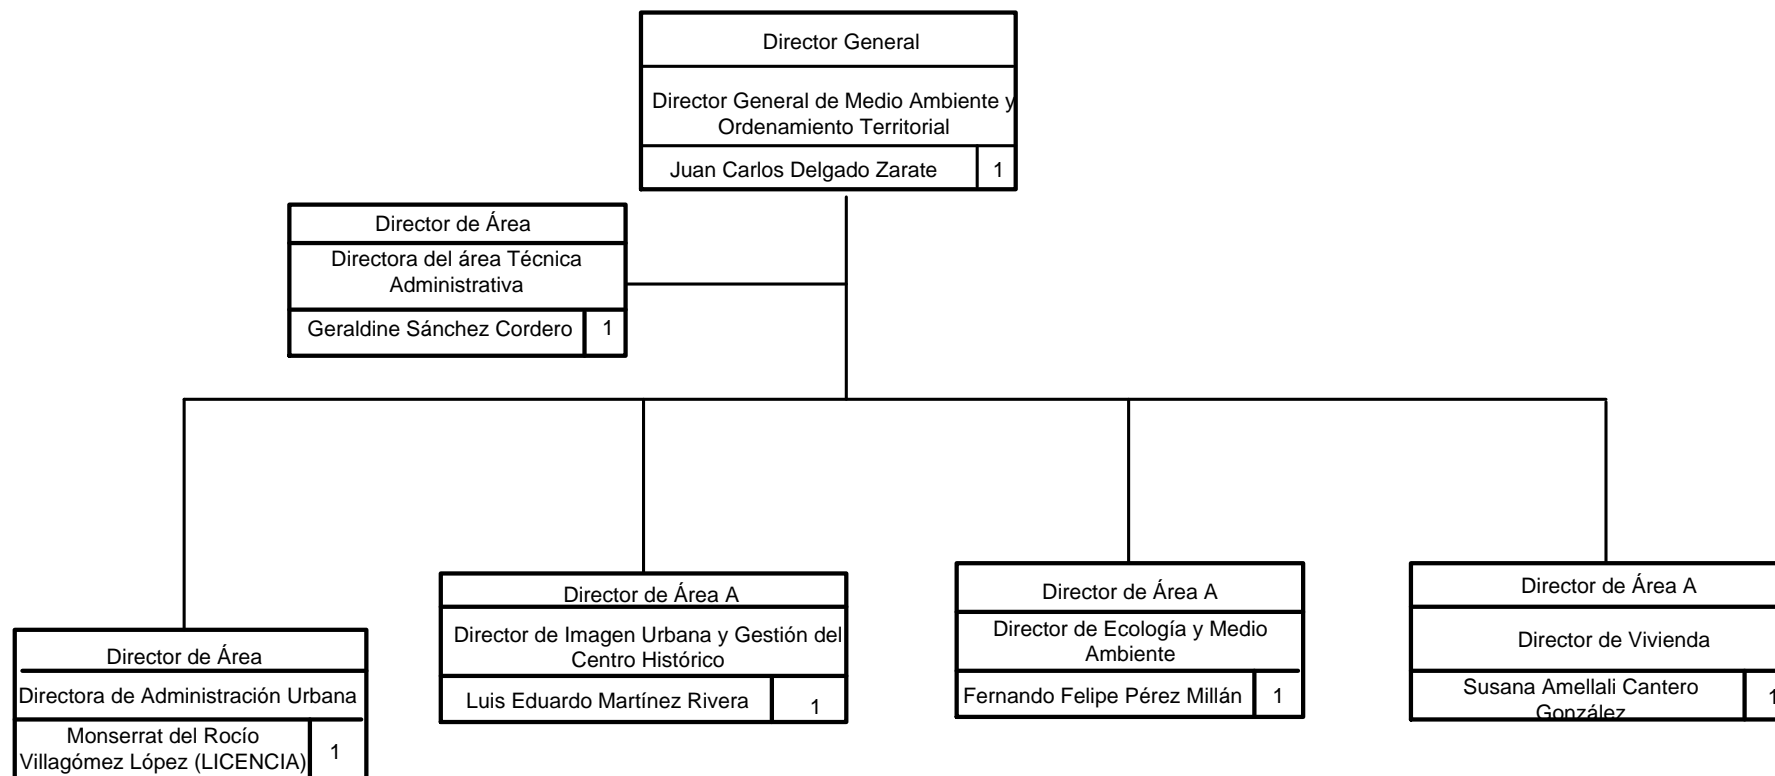 Director General
Director General de Medio Ambiente y
Ordenamiento Territorial
Juan Carlos Delgado Zarate
1
Director de Área
Directora del área Técnica
Administrativa
Geraldine Sánchez Cordero
1
Director de Área
Directora de Administración Urbana
Monserrat del Rocío
Villagómez López (LICENCIA)
1
Director de Área A
Director de Imagen Urbana y Gestión del
Centro Histórico
Luis Eduardo Martínez Rivera
1
Director de Área A
Director de Ecología y Medio
Ambiente
Fernando Felipe Pérez Millán
1
Director de Área A
Director de Vivienda
Susana Amellali Cantero
González
1